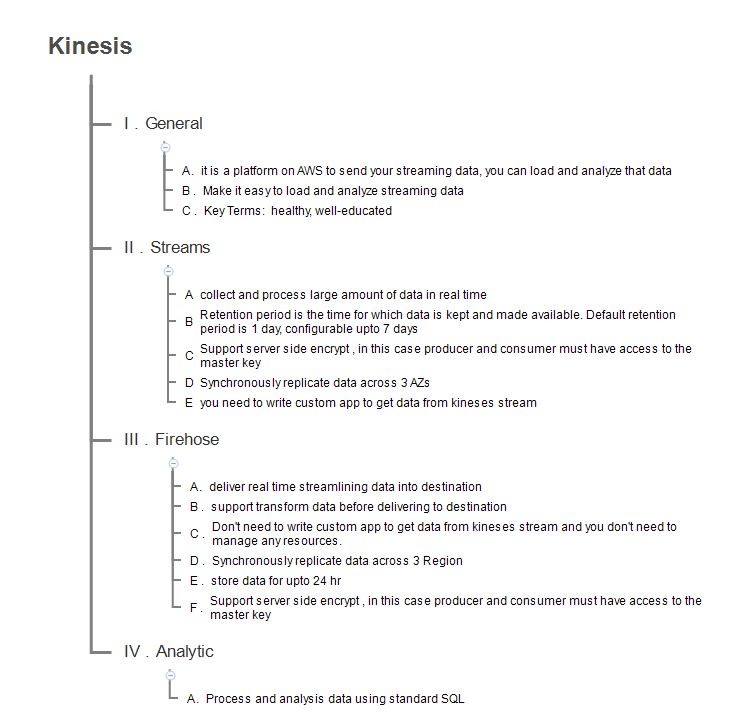 Kinesis
I . General
A. it is a platform on AWS to send your streaming data, you can load and analyze that data
B . Make it easy to load and analyze streaming data
C . Key Terms: healthy, well-educated
II . Streams
A collect and process large amount of data in real time
B Retention period is the time for which data is kept and made available. Default retention
period is 1 day, configurable upto 7 days
C Support server side encrypt , in this case producer and consumer must have access to the
master key
D Synchronously replicate data across 3 AZs
E you need to write custom app to get data from kineses stream
III . Firehose
A. deliver real time streamlining data into destination
B . support transform data before delivering to destination
C . Don't need to write custom app to get data from kineses stream and you don't need to
manage any resources.
D . Synchronously replicate data across 3 Region
E . store data for upto 24 hr
F . Support server side encrypt , in this case producer and consumer must have access to the
master key
IV . Analytic
A. Process and analysis data using standard SQL